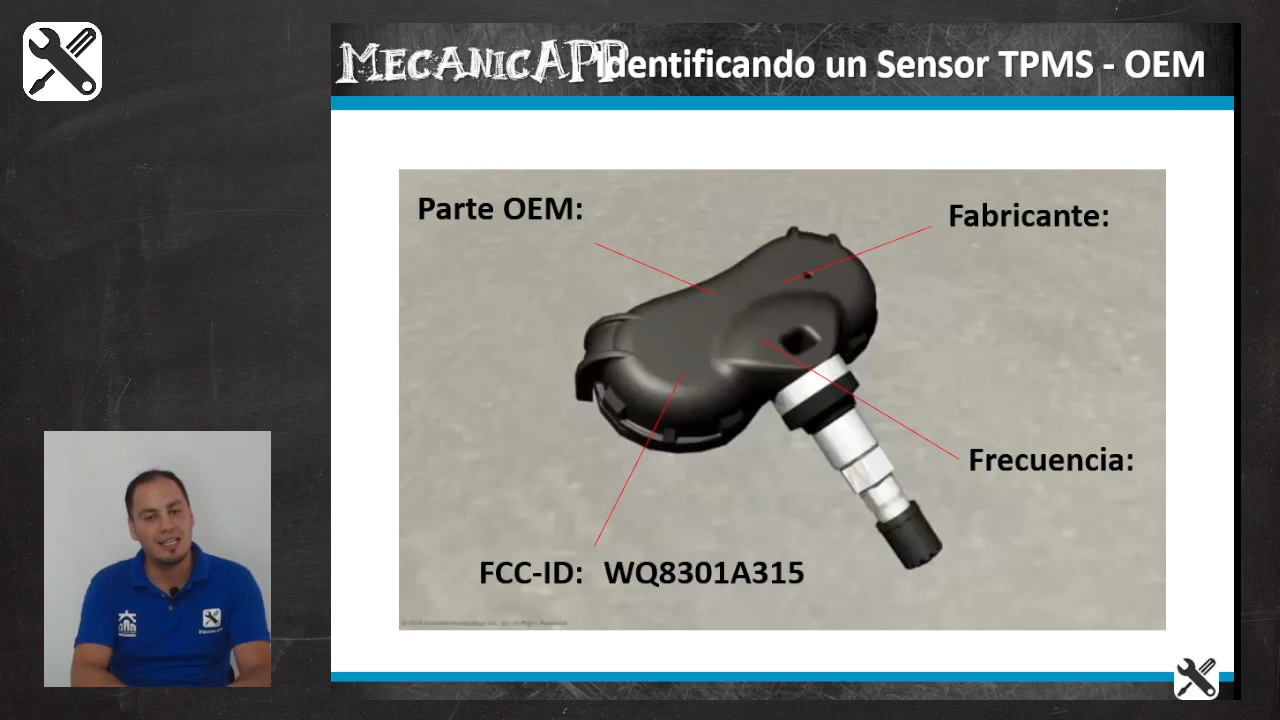 MECANICAPP
Identificando un Sensor TPMS - OEM
Parte OEM:
Fabricante:
Frecuencia:
FCC-ID: WQ8301A315